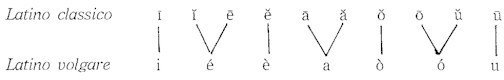 Latino classico ī ĭ ē ĕ ā ă ŏ ō ŭ ū
Latino volgare i é è a ò ó u